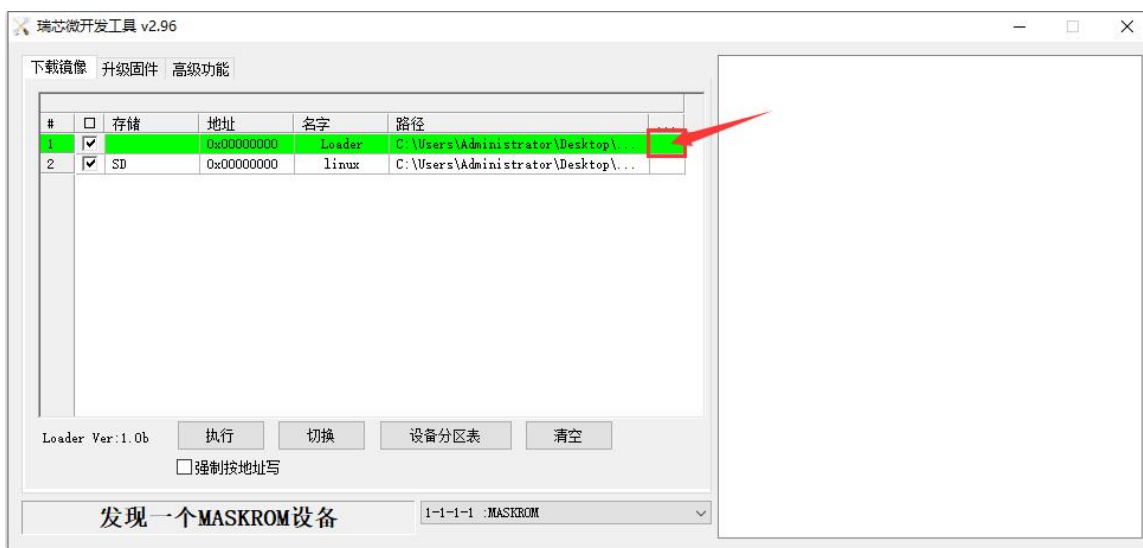 瑞芯微开发工具 v2.96
下载镜像 升级固件 高级功能
# 存储 地址 名字 路径 ...
1 0x00000000 Loader C:\Users\Administrator\Desktop\...
2 SD 0x00000000 linux C:\Users\Administrator\Desktop\...
Loader Ver:1.0b 执行 切换 设备分区表 清空
强制按地址写
发现一个MASKROM设备 1-1-1-1 :MASKROM